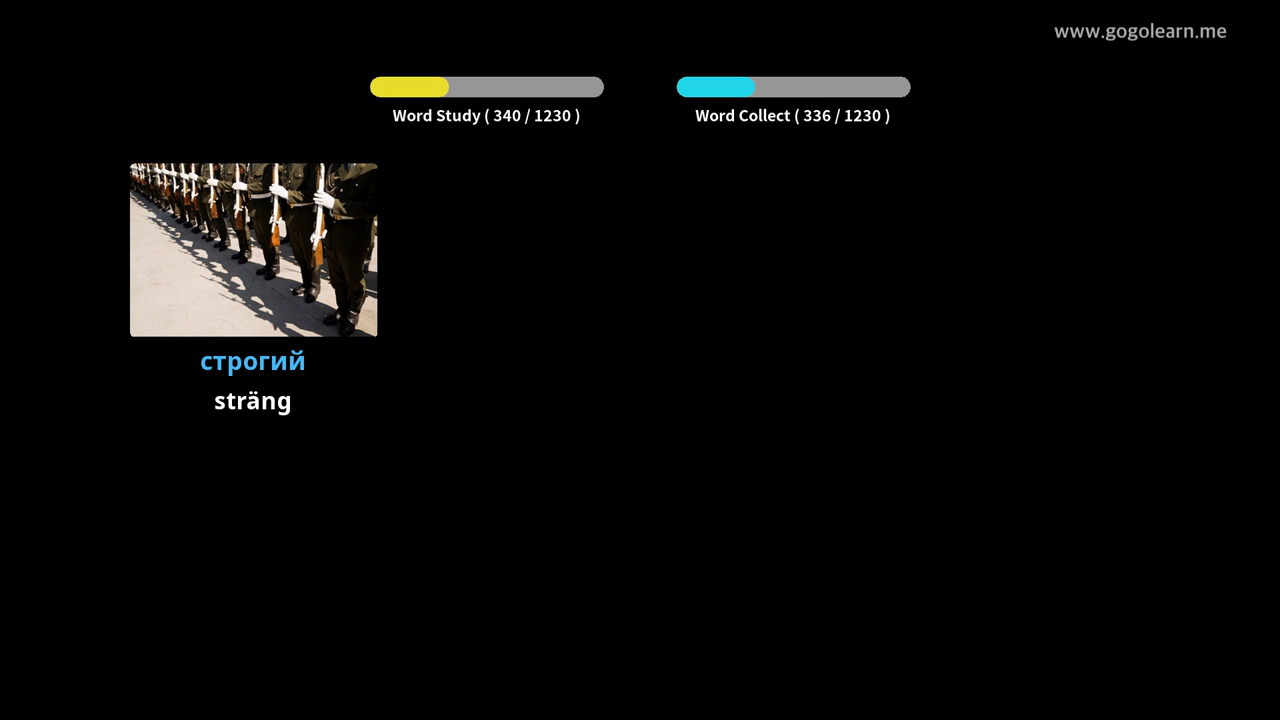 www.gogolearn.me
Word Study ( 340 / 1230 )
Word Collect ( 336 / 1230 )
строгий
sträng